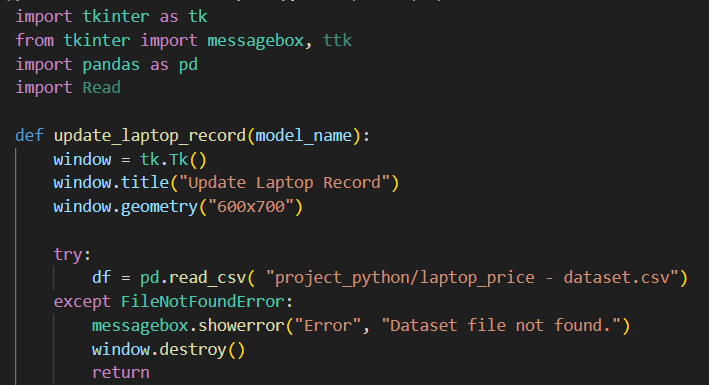 import tkinter as tk
from tkinter import messagebox, ttk
import pandas as pd
import Read

def update_laptop_record(model_name):
    window = tk.Tk()
    window.title("Update Laptop Record")
    window.geometry("600x700")

    try:
        df = pd.read_csv( "project_python/laptop_price - dataset.csv")
    except FileNotFoundError:
        messagebox.showerror("Error", "Dataset file not found.")
        window.destroy()
        return